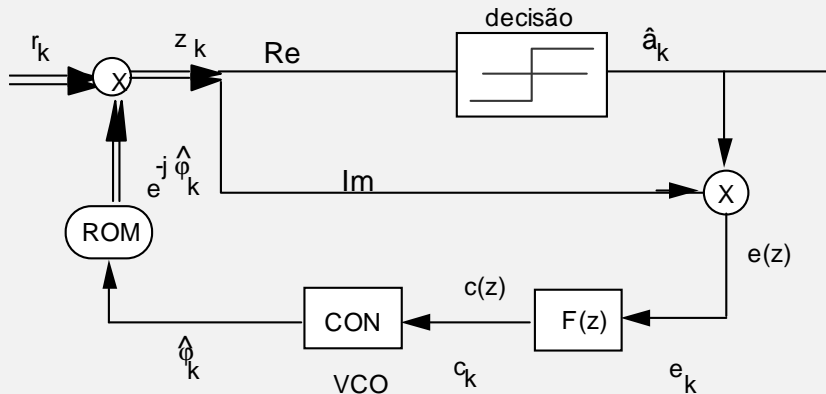 decisão
r_k
z_k
Re
â_k
X
e^{-j φ̂_k}
Im
X
ROM
e(z)
c(z)
CON
F(z)
φ̂_k
VCO
c_k
e_k